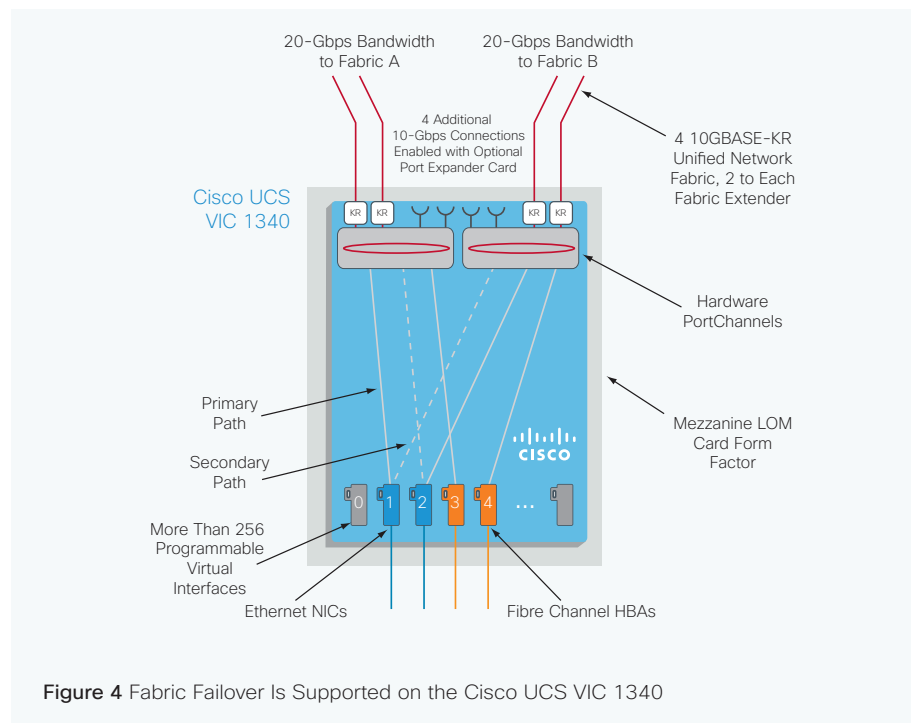 20-Gbps Bandwidth
to Fabric A
20-Gbps Bandwidth
to Fabric B
4 Additional
10-Gbps Connections
Enabled with Optional
Port Expander Card
4 10GBASE-KR
Unified Network
Fabric, 2 to Each
Fabric Extender
Cisco UCS
VIC 1340
KR
KR
KR
KR
Hardware
PortChannels
Primary
Path
Mezzanine LOM
Card Form
Factor
Secondary
Path
CISCO
0
1
2
3
4
...
More Than 256
Programmable
Virtual
Interfaces
Ethernet NICs
Fibre Channel HBAs
Figure 4 Fabric Failover Is Supported on the Cisco UCS VIC 1340